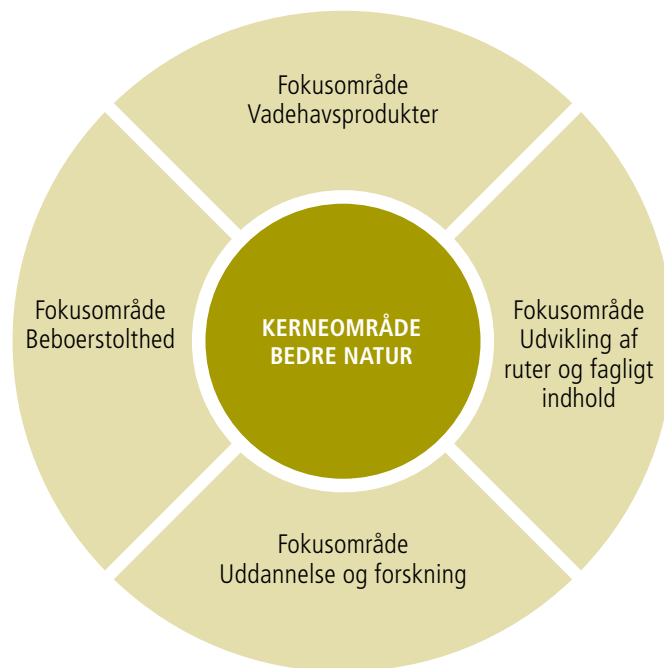 Fokusområde
Vadehavsprodukter
Fokusområde
Beboerstolthed
KERNEOMRÅDE
BEDRE NATUR
Fokusområde
Udvikling af
ruter og fagligt
indhold
Fokusområde
Uddannelse og forskning